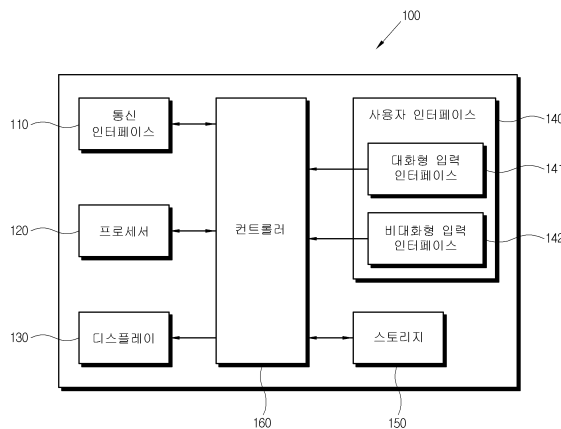 100
110
통신
인터페이스
120
프로세서
130
디스플레이
컨트롤러
160
사용자 인터페이스
140
대화형 입력
인터페이스
141
비대화형 입력
인터페이스
142
스토리지
150